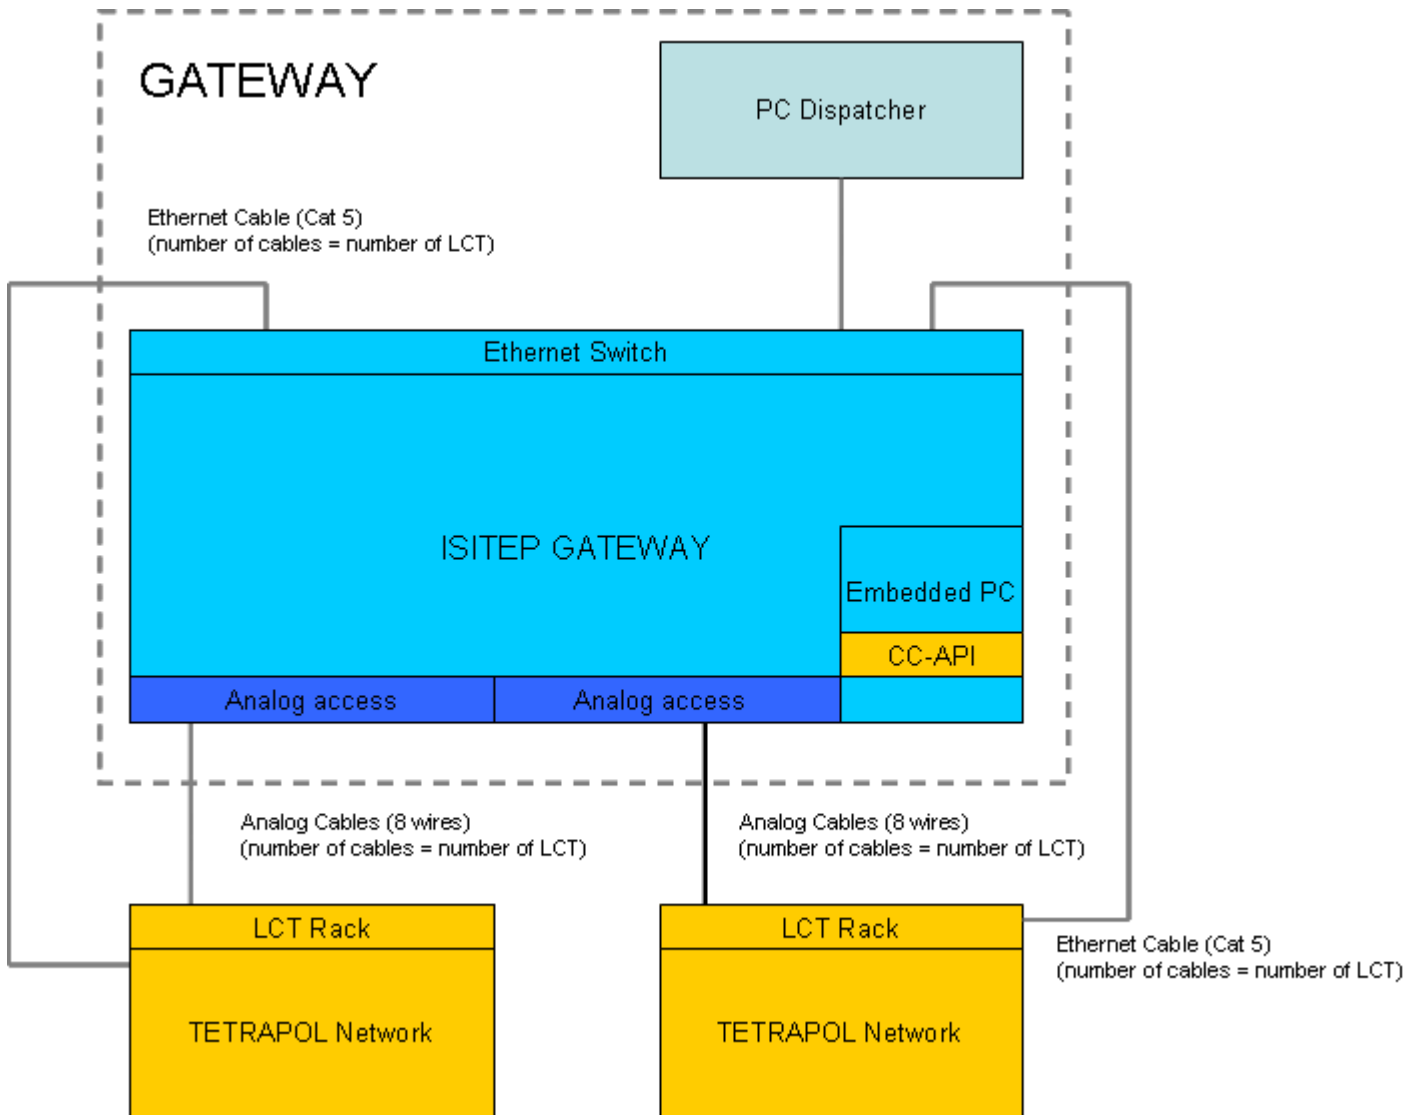 GATEWAY
PC Dispatcher
Ethernet Cable (Cat 5)
(number of cables = number of LCT)
Ethernet Switch
ISITEP GATEWAY
Embedded PC
CC-API
Analog access
Analog access
Analog Cables (8 wires)
(number of cables = number of LCT)
Analog Cables (8 wires)
(number of cables = number of LCT)
LCT Rack
TETRAPOL Network
LCT Rack
TETRAPOL Network
Ethernet Cable (Cat 5)
(number of cables = number of LCT)